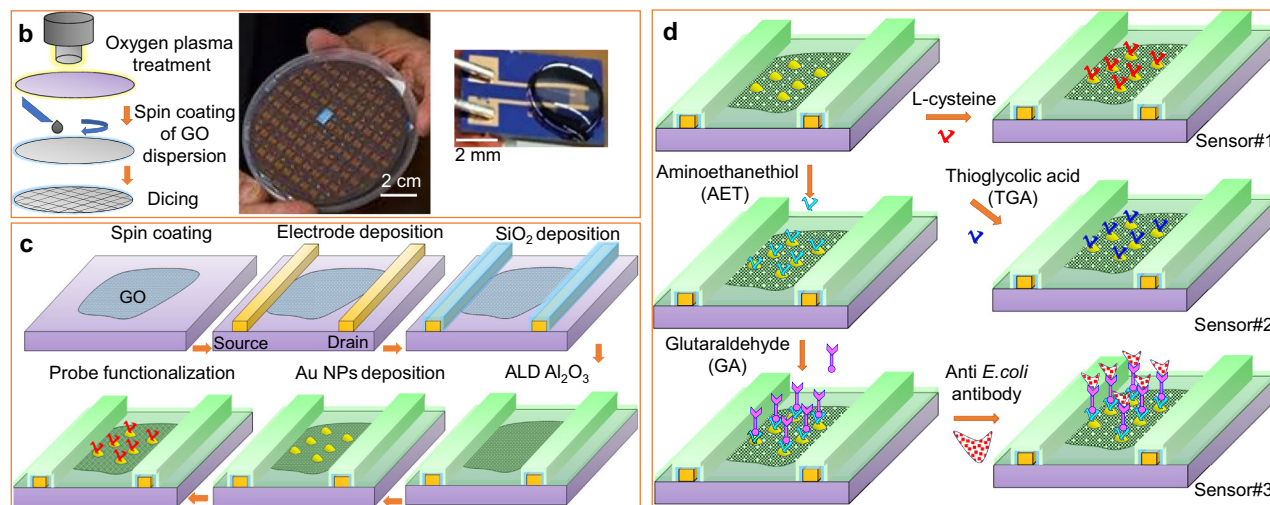 b
Oxygen plasma
treatment
Spin coating
of GO
dispersion
Dicing
2 cm
2 mm
c
Spin coating
Electrode deposition
SiO₂ deposition
GO
Source
Drain
Probe functionalization
Au NPs deposition
ALD Al₂O₃
d
L-cysteine
Sensor#1
Aminoethanethiol
(AET)
Thioglycolic acid
(TGA)
Sensor#2
Glutaraldehyde
(GA)
Anti E.coli
antibody
Sensor#3